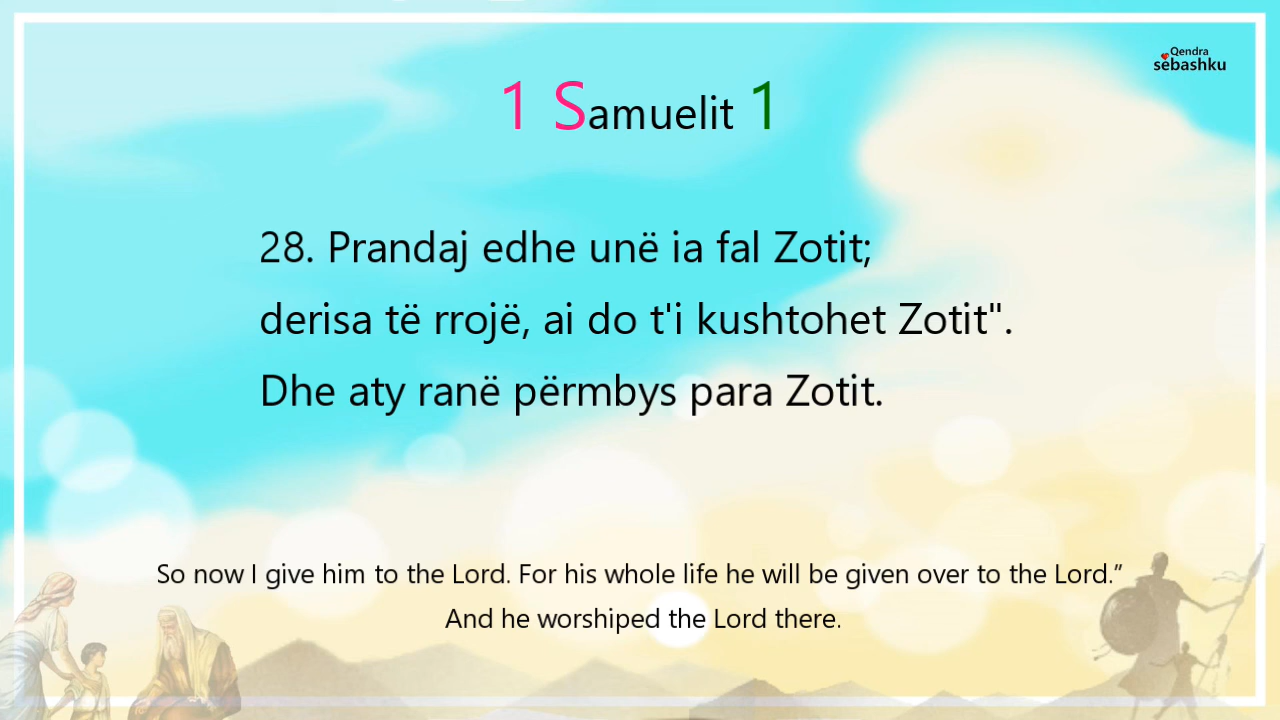 Qendra
sëbashku
1 Samuelit 1
28. Prandaj edhe unë ia fal Zotit;
derisa të rrojë, ai do t'i kushtohet Zotit".
Dhe aty ranë përmbys para Zotit.
So now I give him to the Lord. For his whole life he will be given over to the Lord.”
And he worshiped the Lord there.